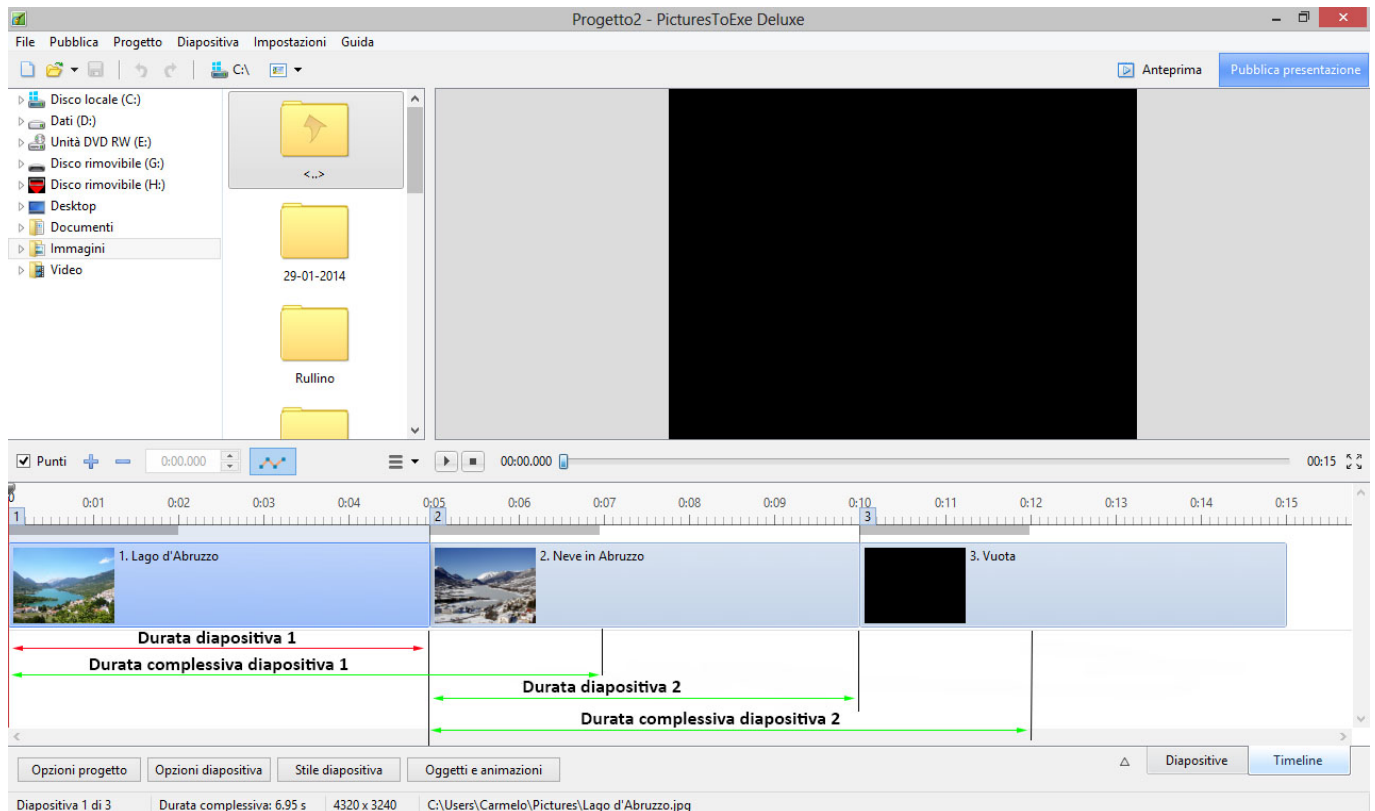 Progetto2 - PicturesToExe Deluxe
File Pubblica Progetto Diapositiva Impostazioni Guida
C:\ Anteprima Pubblica presentazione
Disco locale (C:)
Dati (D:)
Unità DVD RW (E:)
Disco rimovibile (G:)
Disco rimovibile (H:)
Desktop
Documenti
Immagini
Video
<..>
29-01-2014
Rullino
Punti 0:00.000 00:00.000 00:15
0 0:01 0:02 0:03 0:04 0:05 0:06 0:07 0:08 0:09 0:10 0:11 0:12 0:13 0:14 0:15
1 2 3
1. Lago d'Abruzzo 2. Neve in Abruzzo 3. Vuota
Durata diapositiva 1
Durata complessiva diapositiva 1
Durata diapositiva 2
Durata complessiva diapositiva 2
Opzioni progetto Opzioni diapositiva Stile diapositiva Oggetti e animazioni Diapositive Timeline
Diapositiva 1 di 3 Durata complessiva: 6.95 s 4320 x 3240 C:\Users\Carmelo\Pictures\Lago d'Abruzzo.jpg